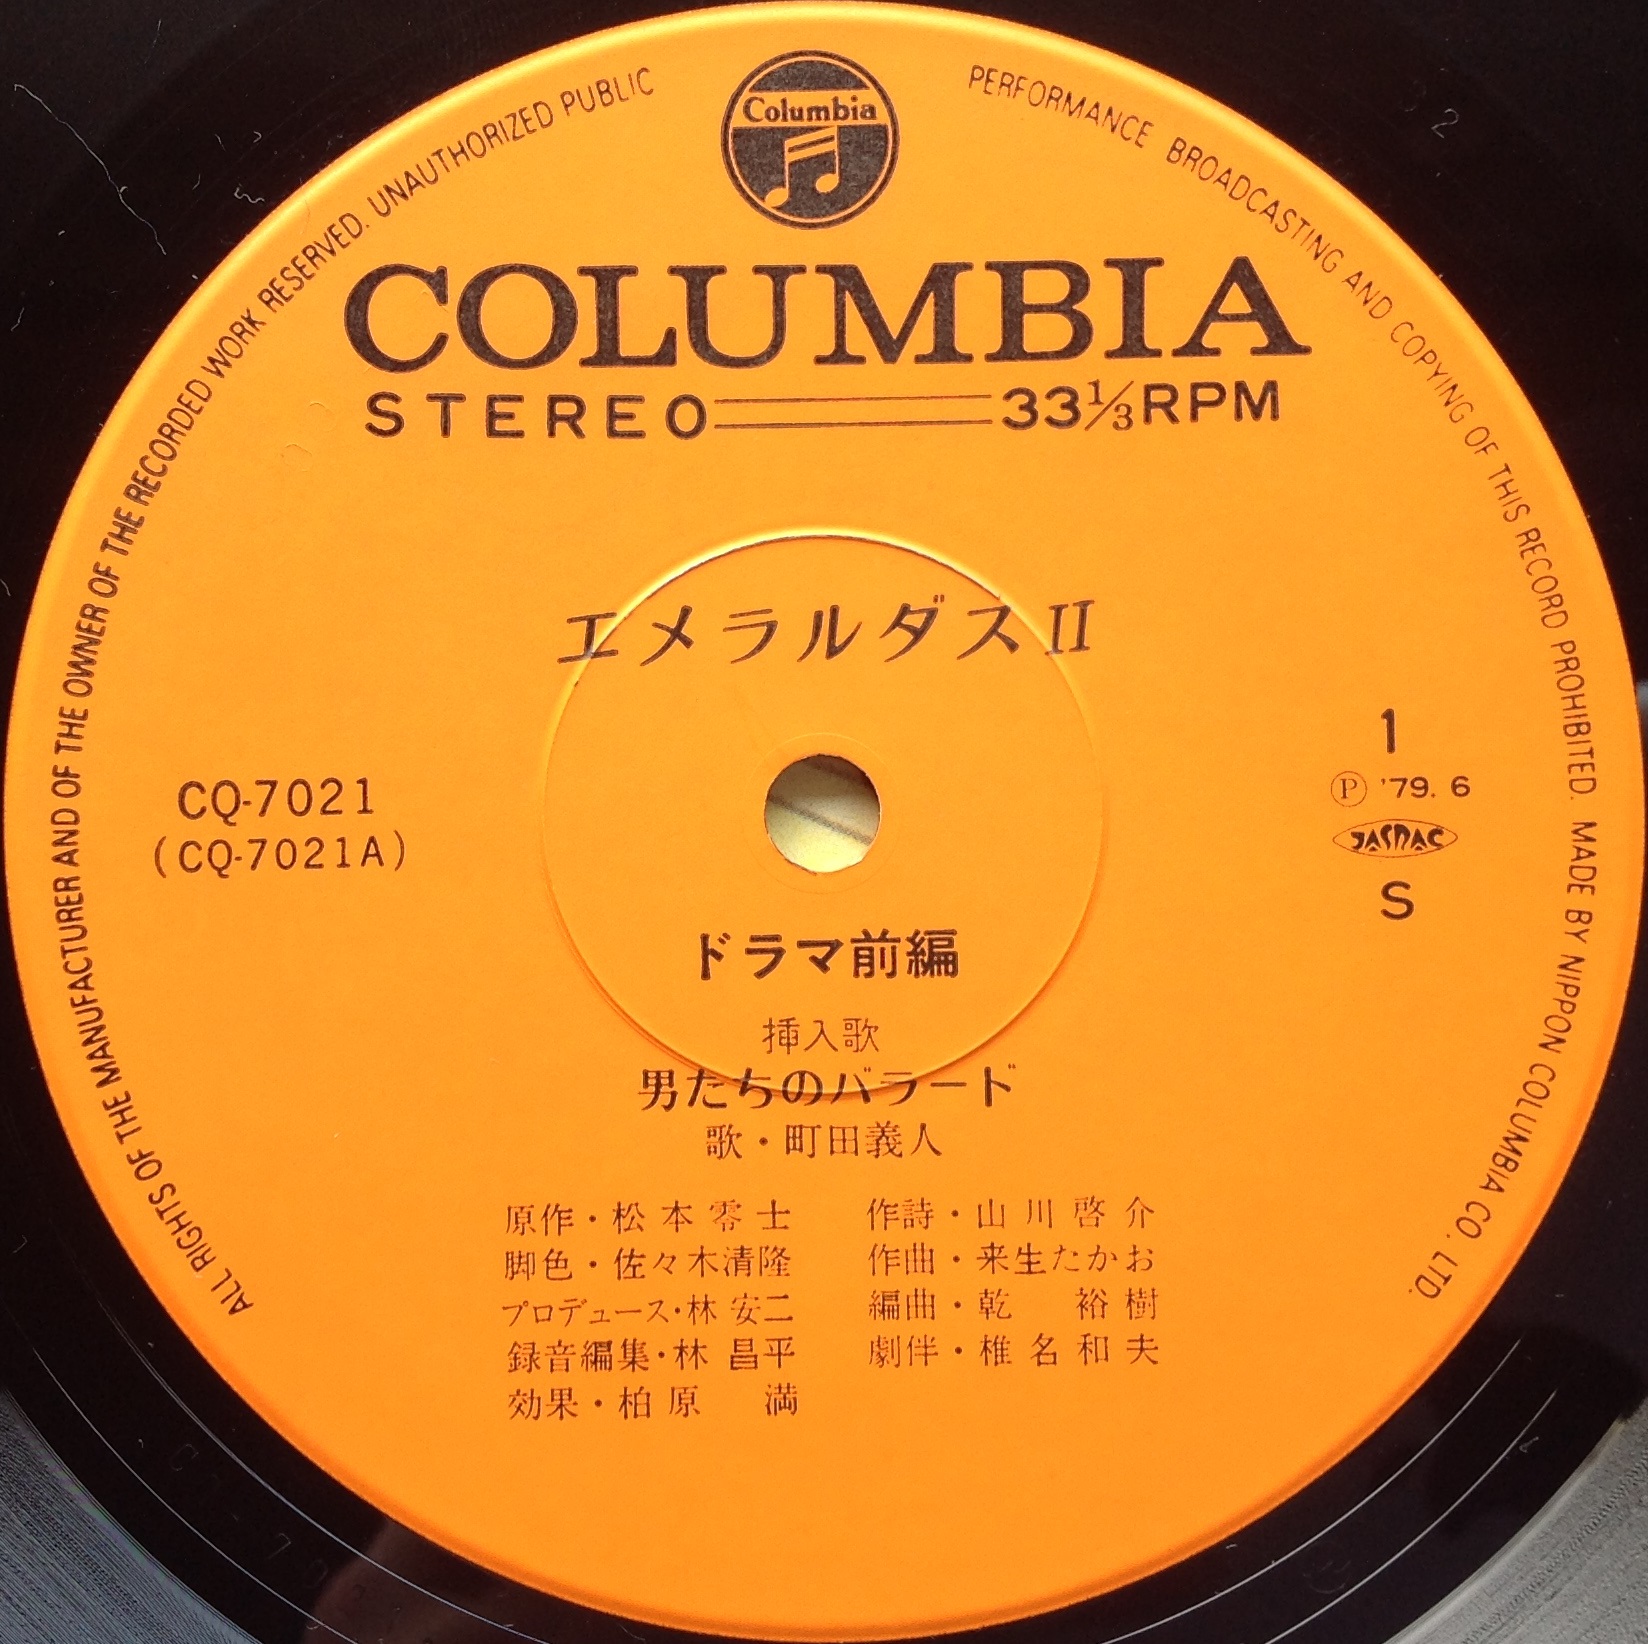 Columbia
COLUMBIA
STEREO 33⅓RPM
エメラルダスII
CQ-7021
(CQ-7021A)
1
Ⓟ '79. 6
JASRAC
S
ドラマ前編
挿入歌
男たちのバラード
歌・町田義人
原作・松本零士
脚色・佐々木清隆
プロデュース・林 安二
録音編集・林 昌平
効果・柏原 満
作詩・山川啓介
作曲・来生たかお
編曲・乾 裕樹
劇伴・椎名和夫
ALL RIGHTS OF THE MANUFACTURER AND OF THE OWNER OF THE RECORDED WORK RESERVED. UNAUTHORIZED PUBLIC PERFORMANCE BROADCASTING AND COPYING OF THIS RECORD PROHIBITED. MADE BY NIPPON COLUMBIA CO., LTD.